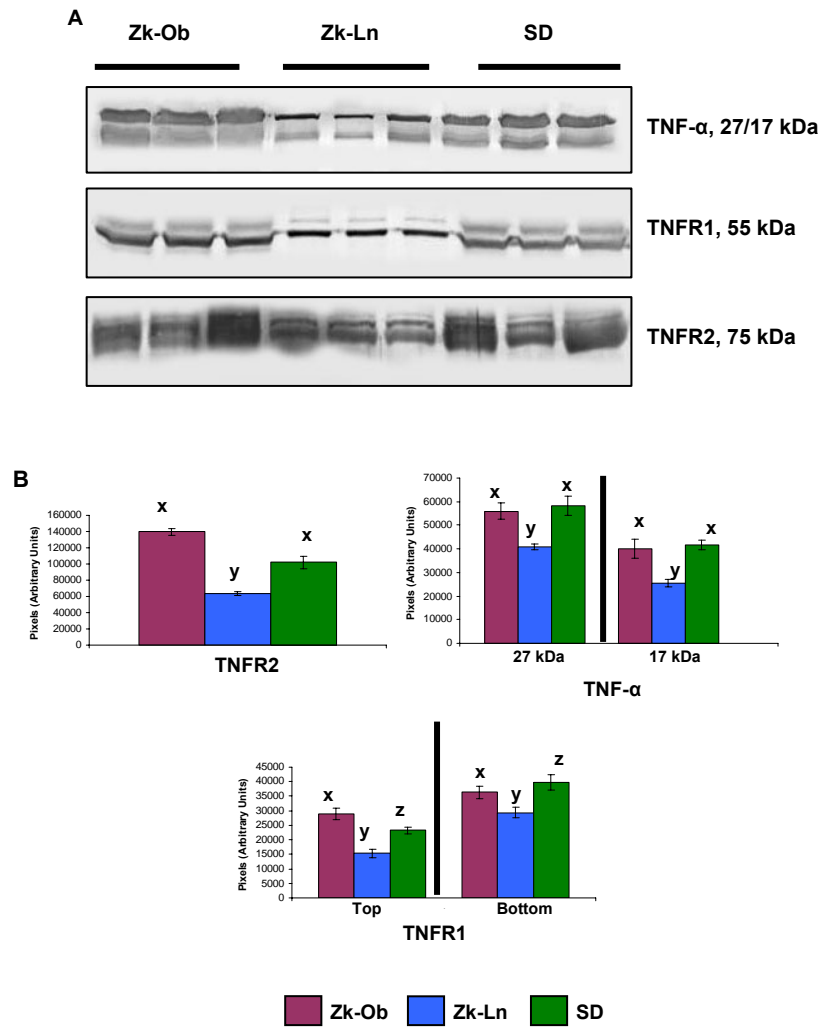 A
Zk-Ob Zk-Ln SD
TNF-α, 27/17 kDa
TNFR1, 55 kDa
TNFR2, 75 kDa
B
Pixels (Arbitrary Units)
160000
140000
120000
100000
80000
60000
40000
20000
0
x
y
x
TNFR2
Pixels (Arbitrary Units)
70000
60000
50000
40000
30000
20000
10000
0
x
y
x
x
y
x
27 kDa 17 kDa
TNF-α
Pixels (Arbitrary Units)
45000
40000
35000
30000
25000
20000
15000
10000
5000
0
x
y
z
x
y
z
Top Bottom
TNFR1
Zk-Ob Zk-Ln SD